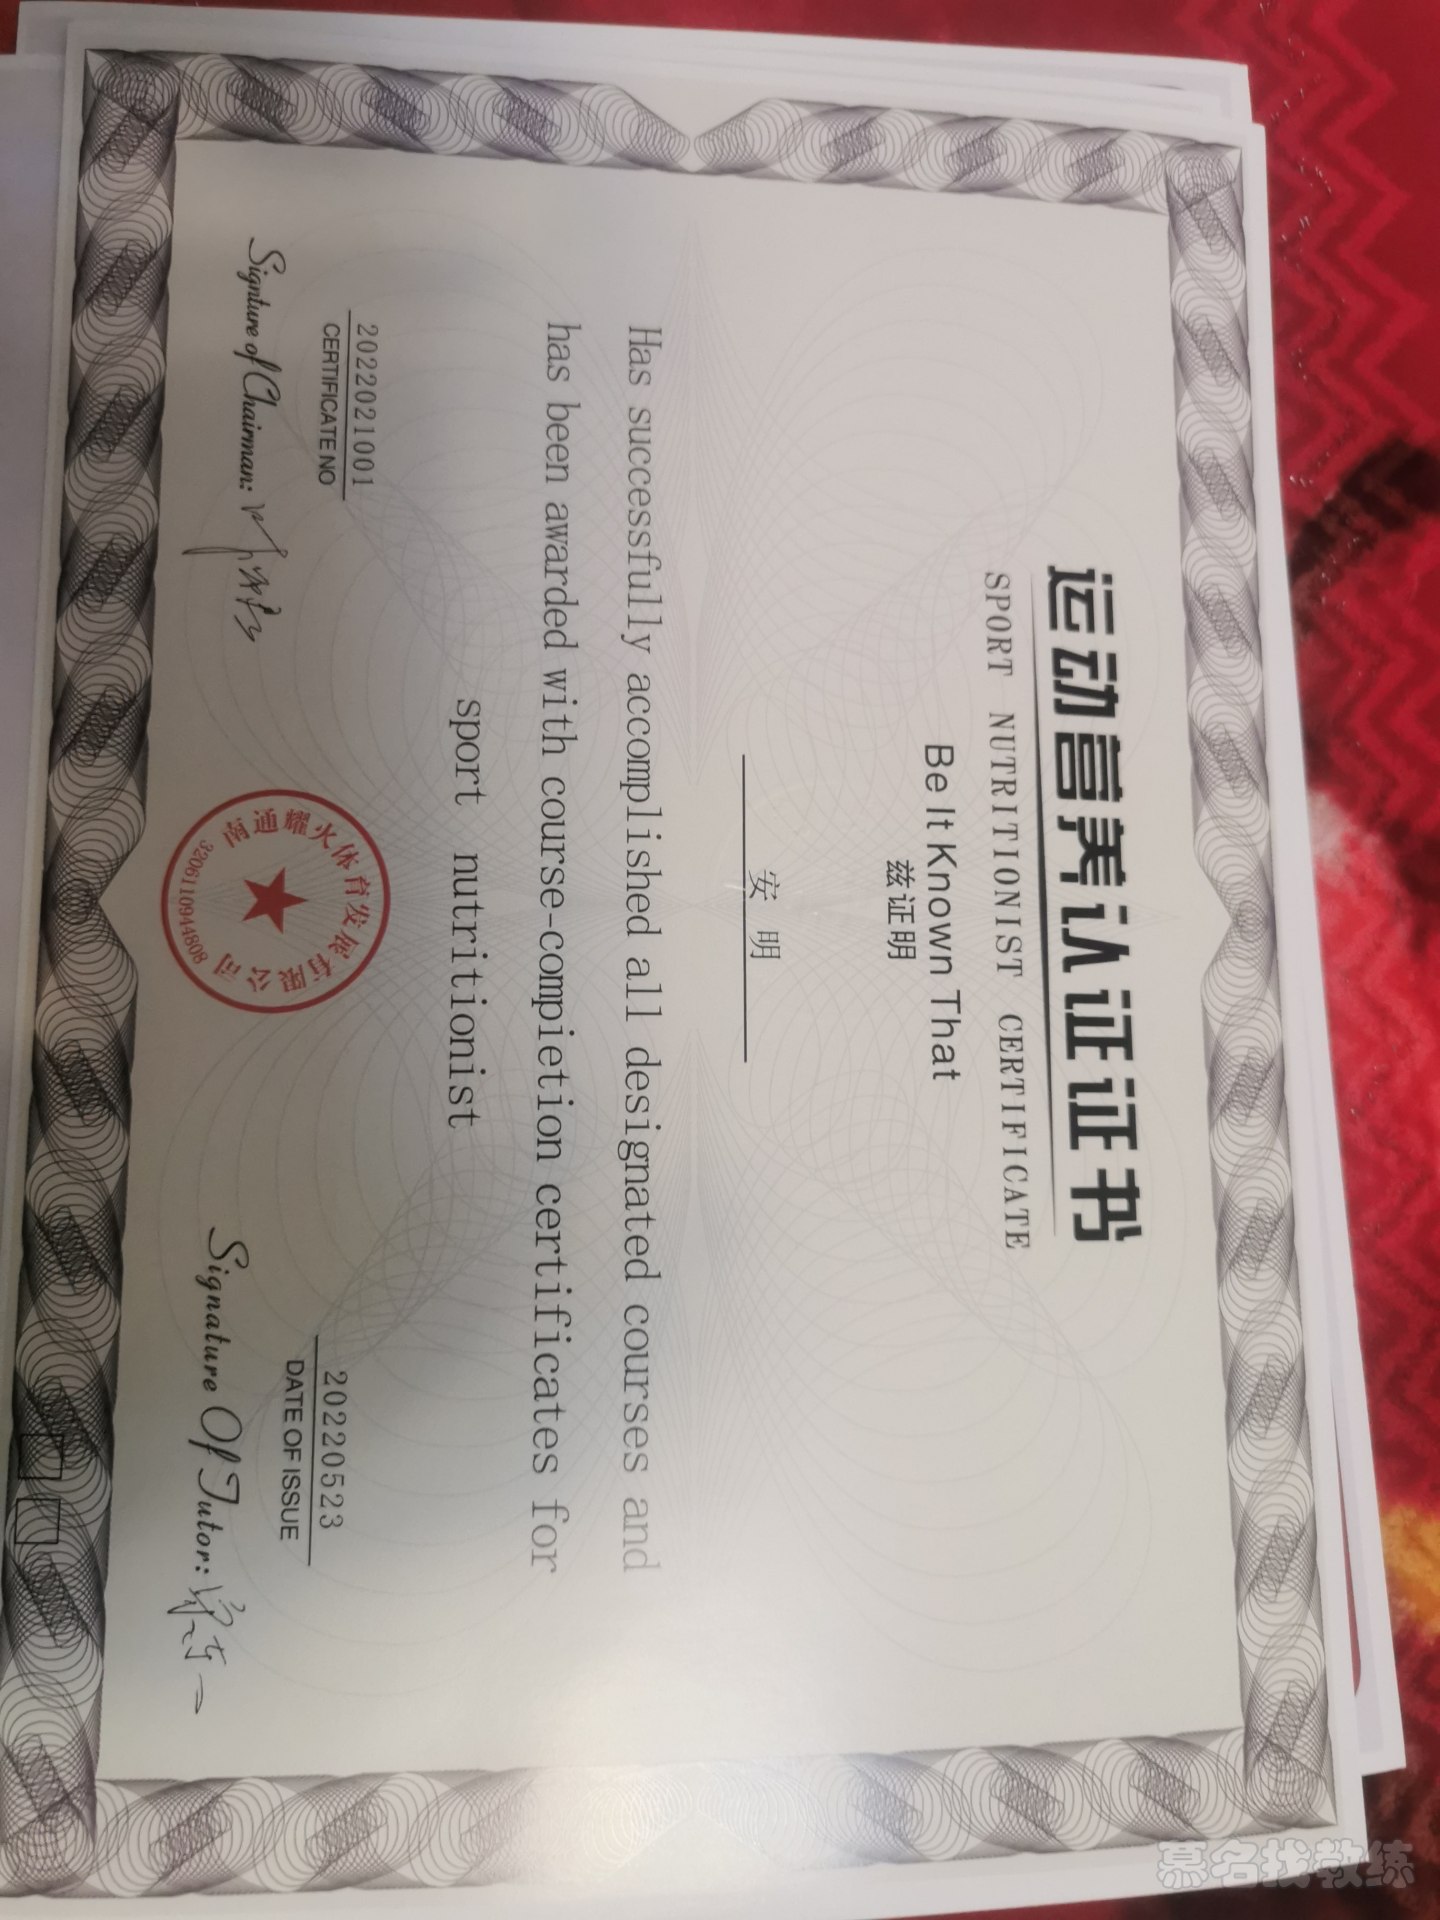 运动营养认证证书
SPORT NUTRITIONIST CERTIFICATE
Be It Known That
兹证明
安 明
Has successfully accomplished all designated courses and
has been awarded with course-compietion certificates for
sport nutritionist
2022021001
CERTIFICATE NO
20220523
DATE OF ISSUE
Signture of Chairman:
Signature Of Tutor:
南通耀火体育发展有限公司
3206110944808
慕名找教练